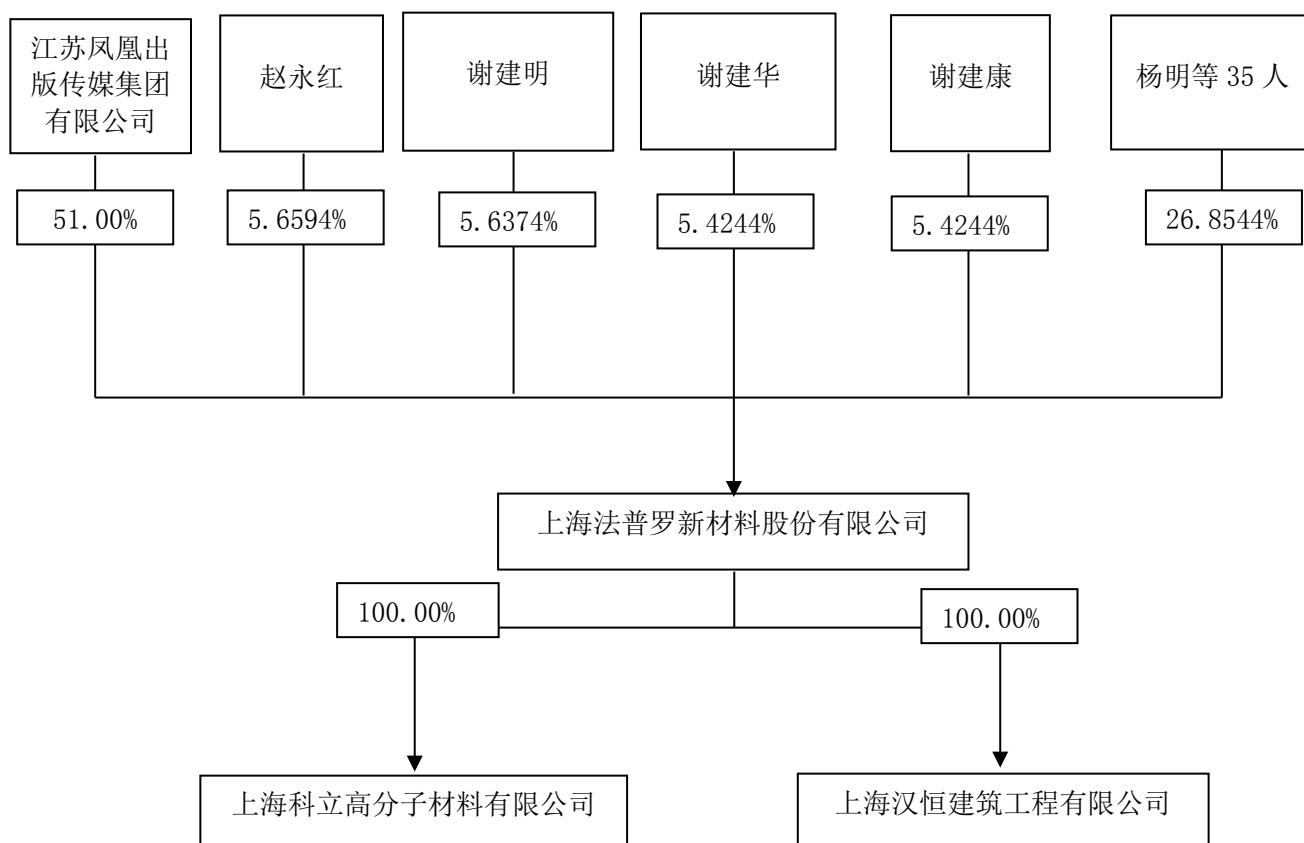 江苏凤凰出
版传媒集团
有限公司
赵永红
谢建明
谢建华
谢建康
杨明等 35 人
51.00%
5.6594%
5.6374%
5.4244%
5.4244%
26.8544%
上海法普罗新材料股份有限公司
100.00%
100.00%
上海科立高分子材料有限公司
上海汉恒建筑工程有限公司